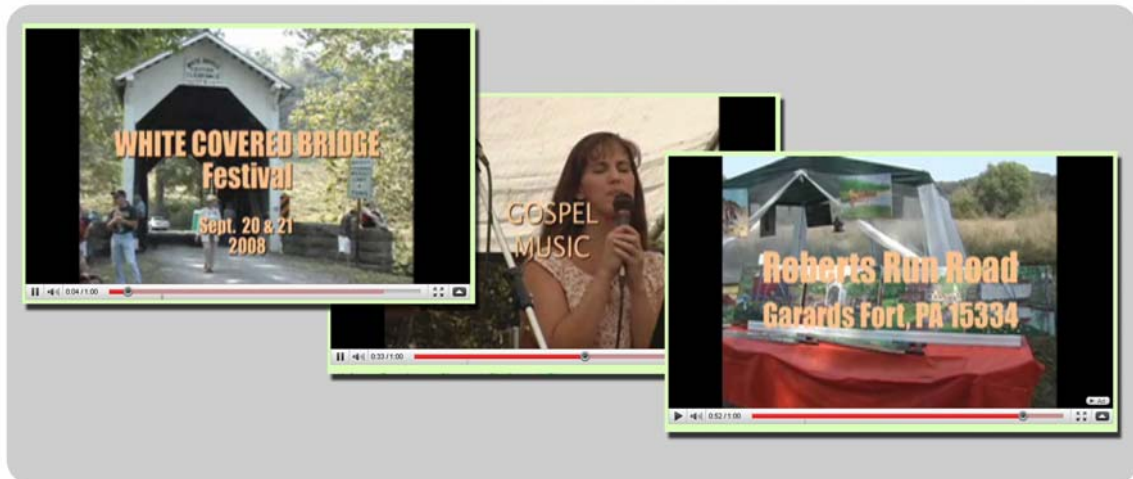 WHITE COVERED BRIDGE
Festival
Sept. 20 & 21
2008
0:04 / 1:00
GOSPEL
MUSIC
0:33 / 1:00
Roberts Run Road
Garards Fort, PA 15334
Ad
0:52 / 1:00